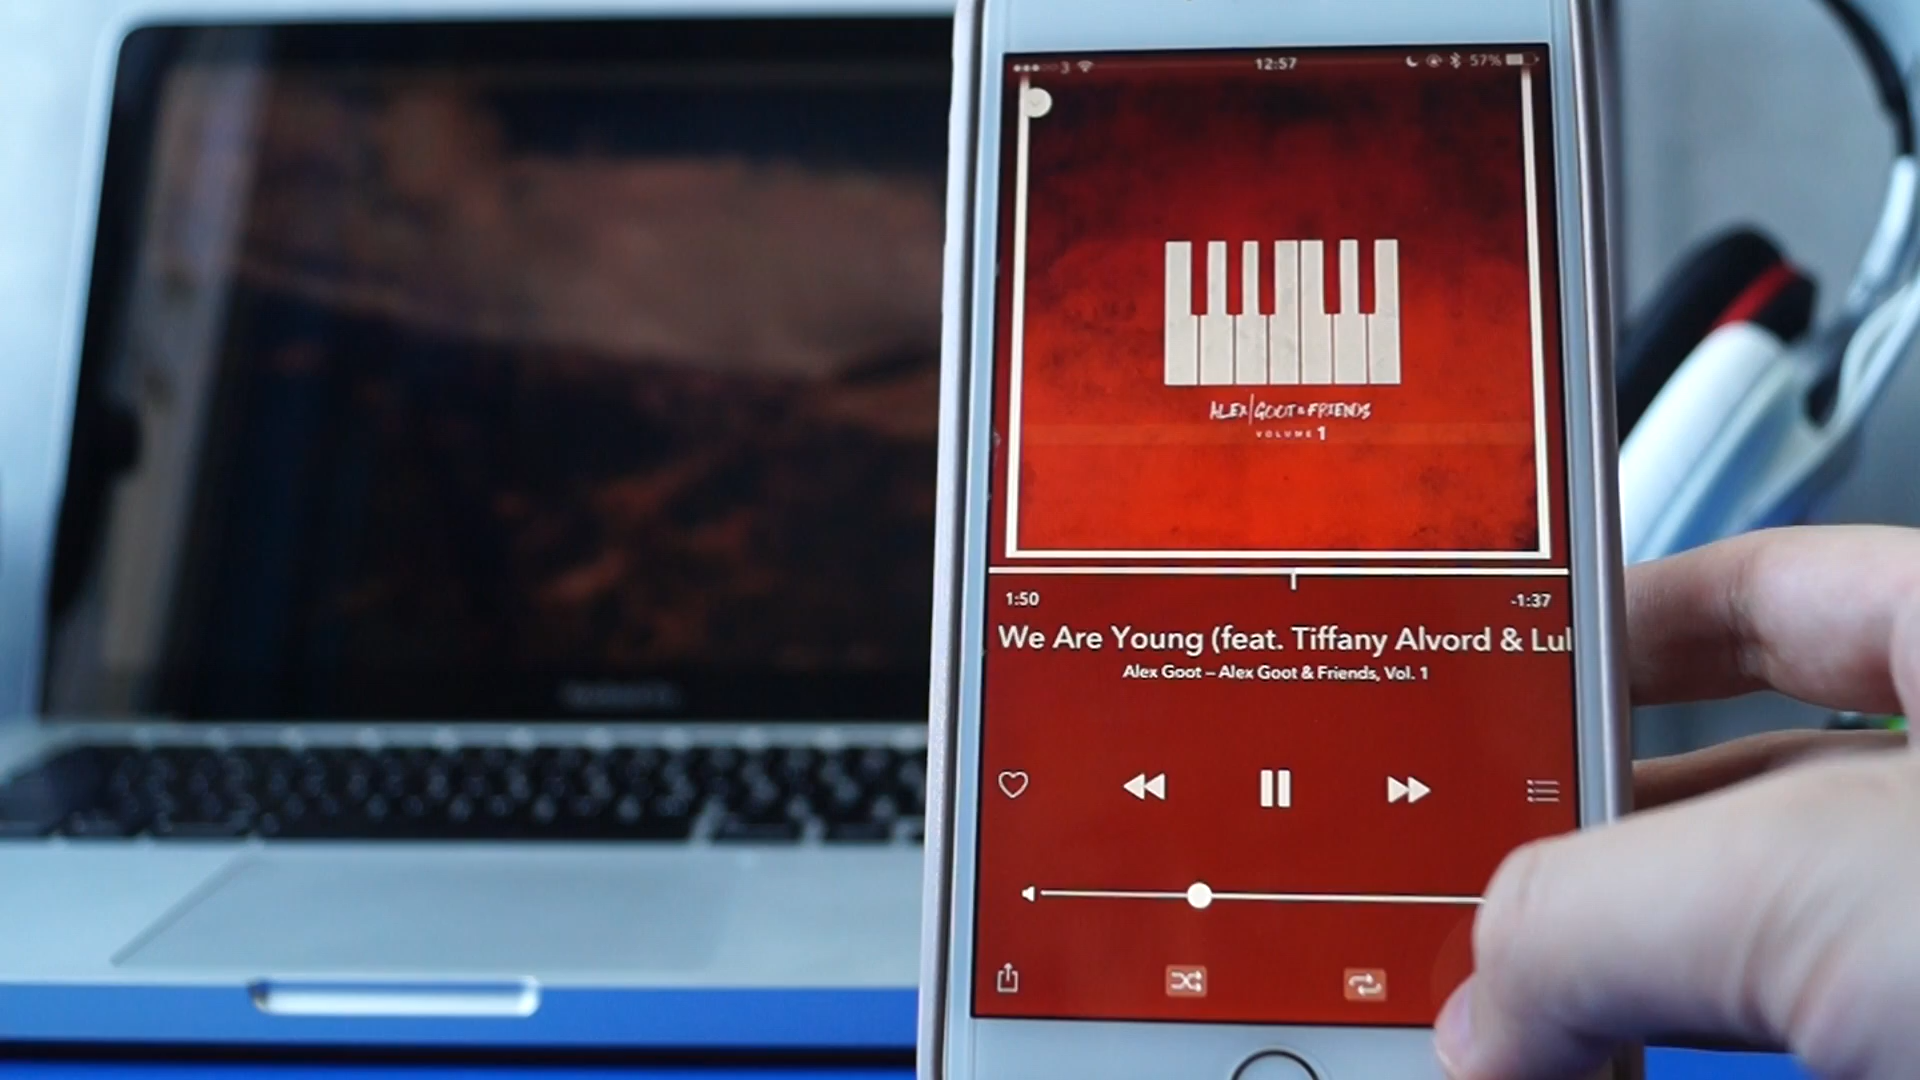 3 12:57 57%
ALEX GOOT & FRIENDS
VOLUME 1
1:50 -1:37
We Are Young (feat. Tiffany Alvord & Lul
Alex Goot – Alex Goot & Friends, Vol. 1